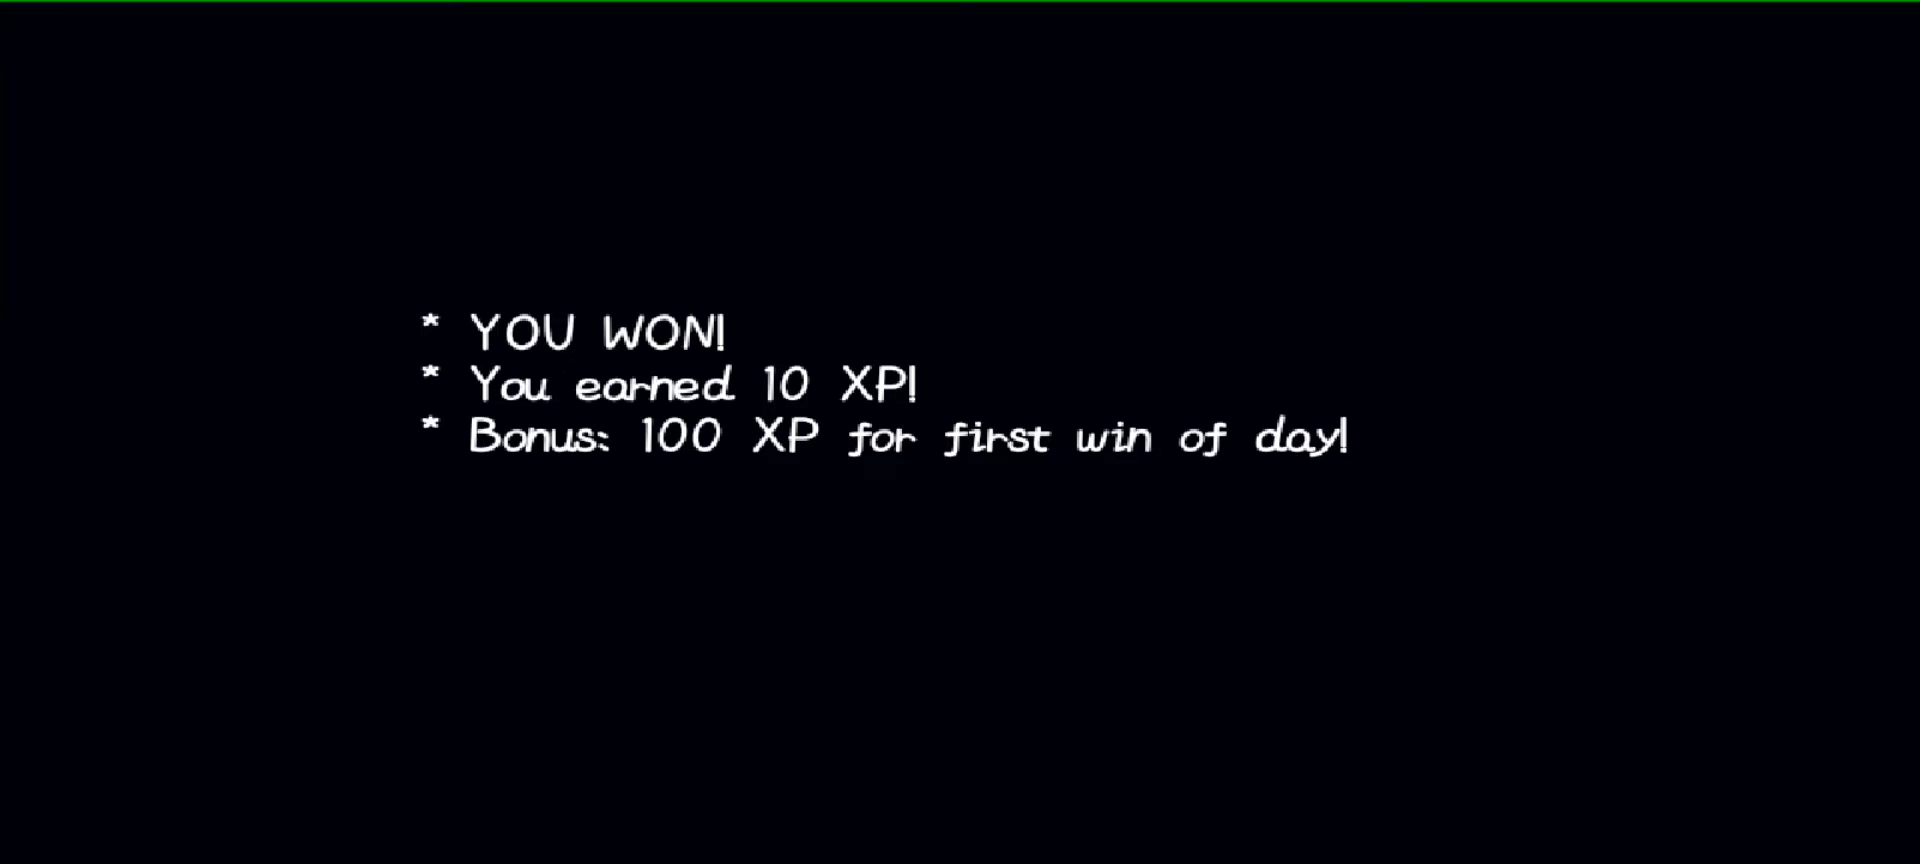 * YOU WON!
* You earned 10 XP!
* Bonus: 100 XP for first win of day!